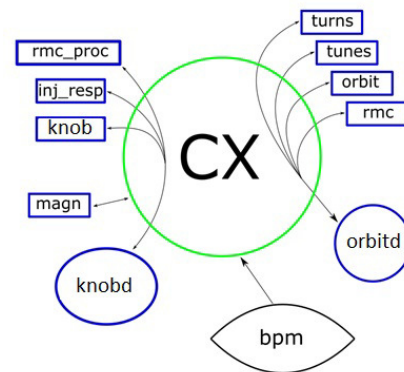 turns
rmc_proc
tunes
inj_resp
orbit
rmc
knob
CX
magn
orbitd
knobd
bpm